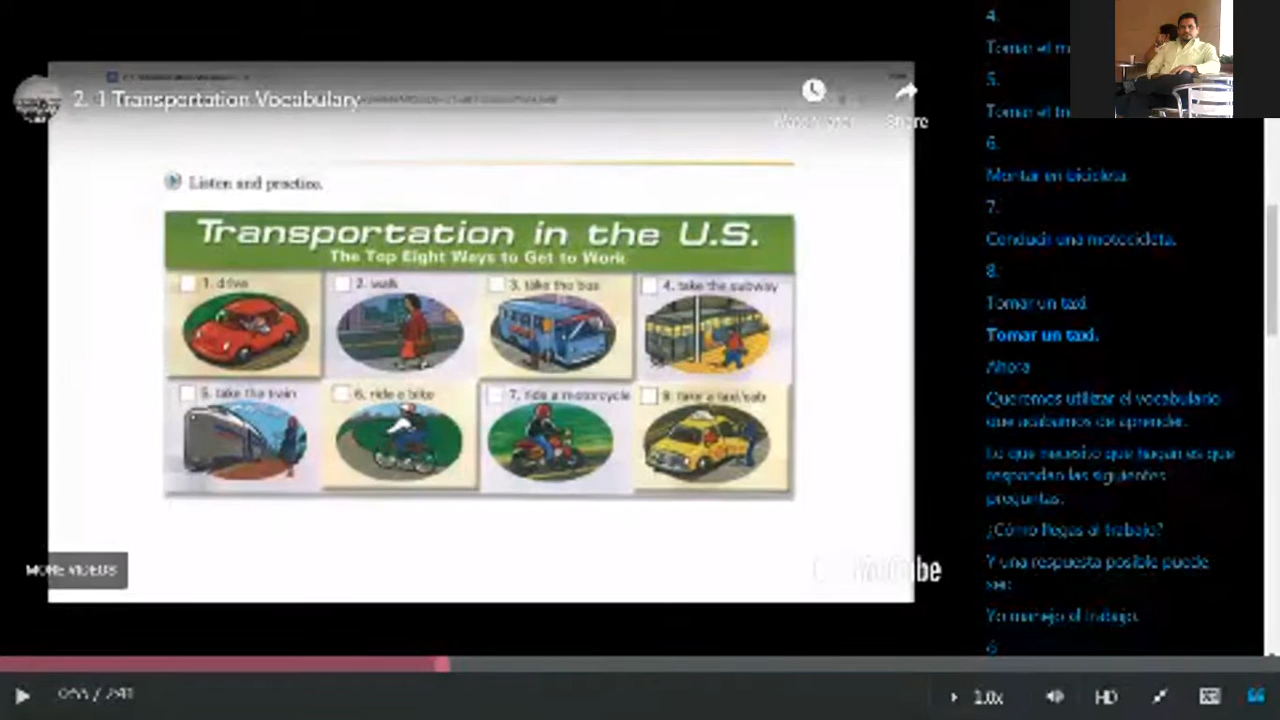 2. 1 Transportation Vocabulary
Share
Listen and practice.
Transportation in the U.S.
The Top Eight Ways to Get to Work
1. drive
2. walk
3. take the bus
4. take the subway
5. take the train
6. ride a bike
7. ride a motorcycle
8. take a taxi/cab
MORE VIDEOS
1.0x
HD
4.
Tomar el
5.
Tomar el
6.
Montar en bicicleta.
7.
Conducir una motocicleta.
8.
Tomar un taxi.
Tomar un taxi.
Ahora
Queremos utilizar el vocabulario
que acabamos de aprender.
Lo que necesito que hagan es que
respondan las siguientes
preguntas.
¿Cómo llegas al trabajo?
Y una respuesta posible puede
ser:
Yo manejo al trabajo.